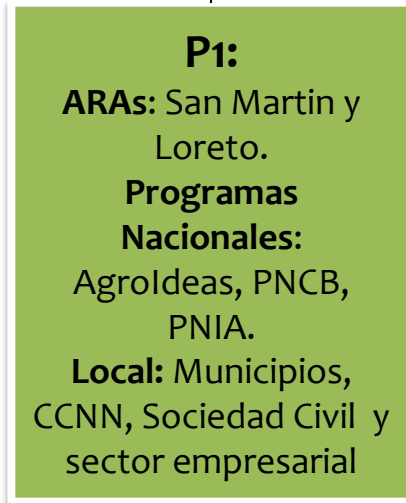 P1:
ARAs: San Martin y
Loreto.
Programas
Nacionales:
AgroIdeas, PNCB,
PNIA.
Local: Municipios,
CCNN, Sociedad Civil y
sector empresarial